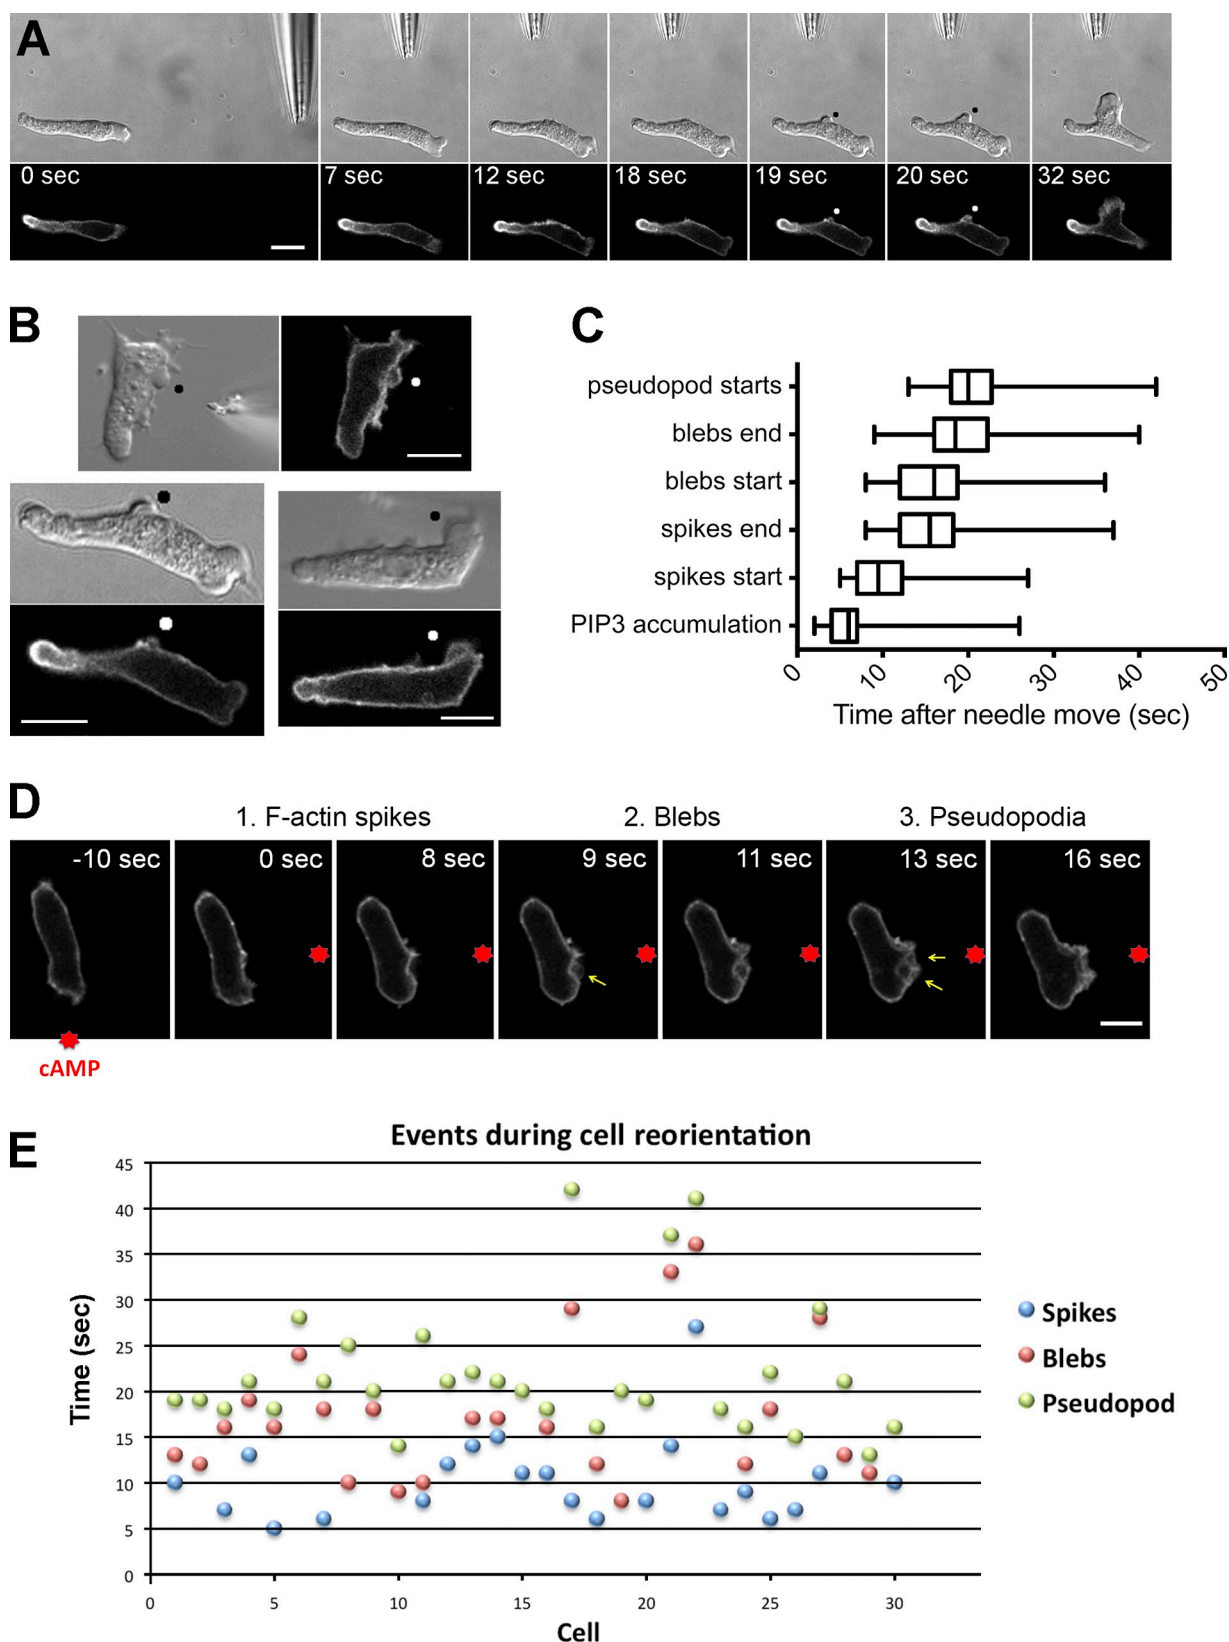 A
0 sec
7 sec
12 sec
18 sec
19 sec
20 sec
32 sec
B
C
pseudopod starts
blebs end
blebs start
spikes end
spikes start
PIP3 accumulation
0 10 20 30 40 50
Time after needle move (sec)
D
1. F-actin spikes
2. Blebs
3. Pseudopodia
-10 sec
0 sec
8 sec
9 sec
11 sec
13 sec
16 sec
cAMP
E
Events during cell reorientation
45
40
35
30
25
20
15
10
5
0
Time (sec)
0 5 10 15 20 25 30
Cell
Spikes
Blebs
Pseudopod